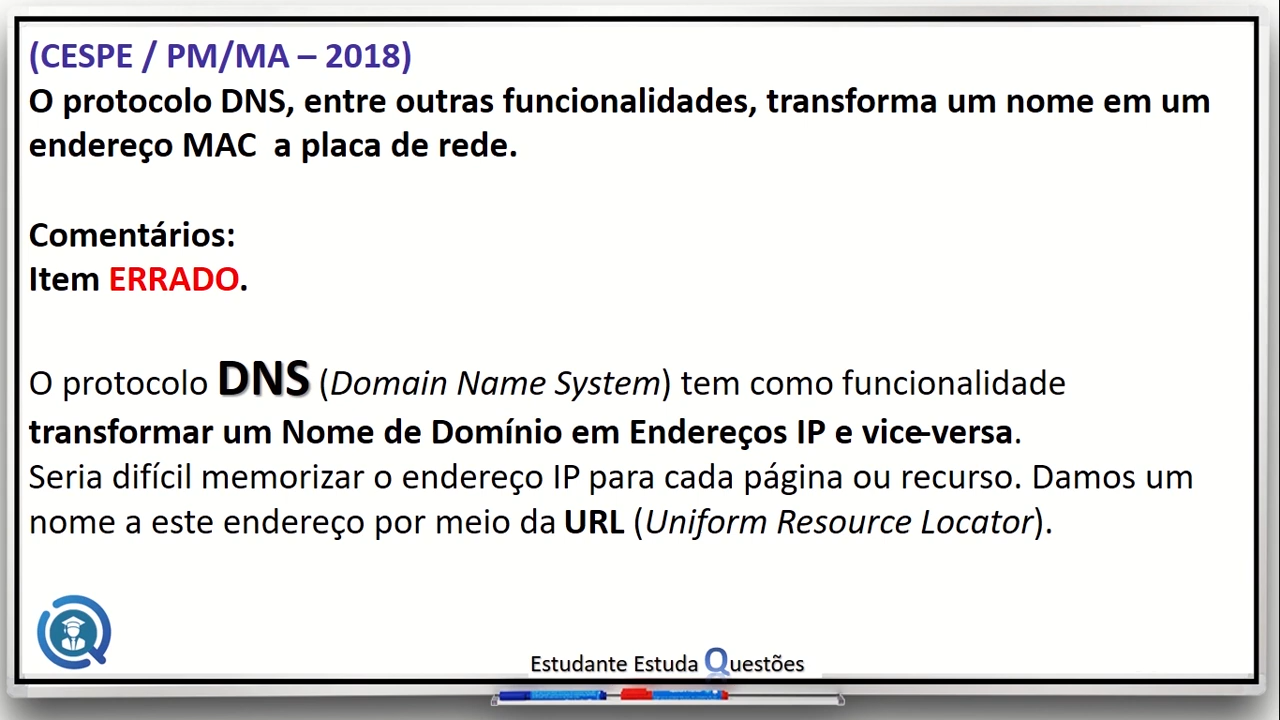 (CESPE / PM/MA – 2018)
O protocolo DNS, entre outras funcionalidades, transforma um nome em um
endereço MAC  a placa de rede.
Comentários:
Item ERRADO.
O protocolo DNS (Domain Name System) tem como funcionalidade
transformar um Nome de Domínio em Endereços IP e vice-versa.
Seria difícil memorizar o endereço IP para cada página ou recurso. Damos um
nome a este endereço por meio da URL (Uniform Resource Locator).
Estudante Estuda Questões